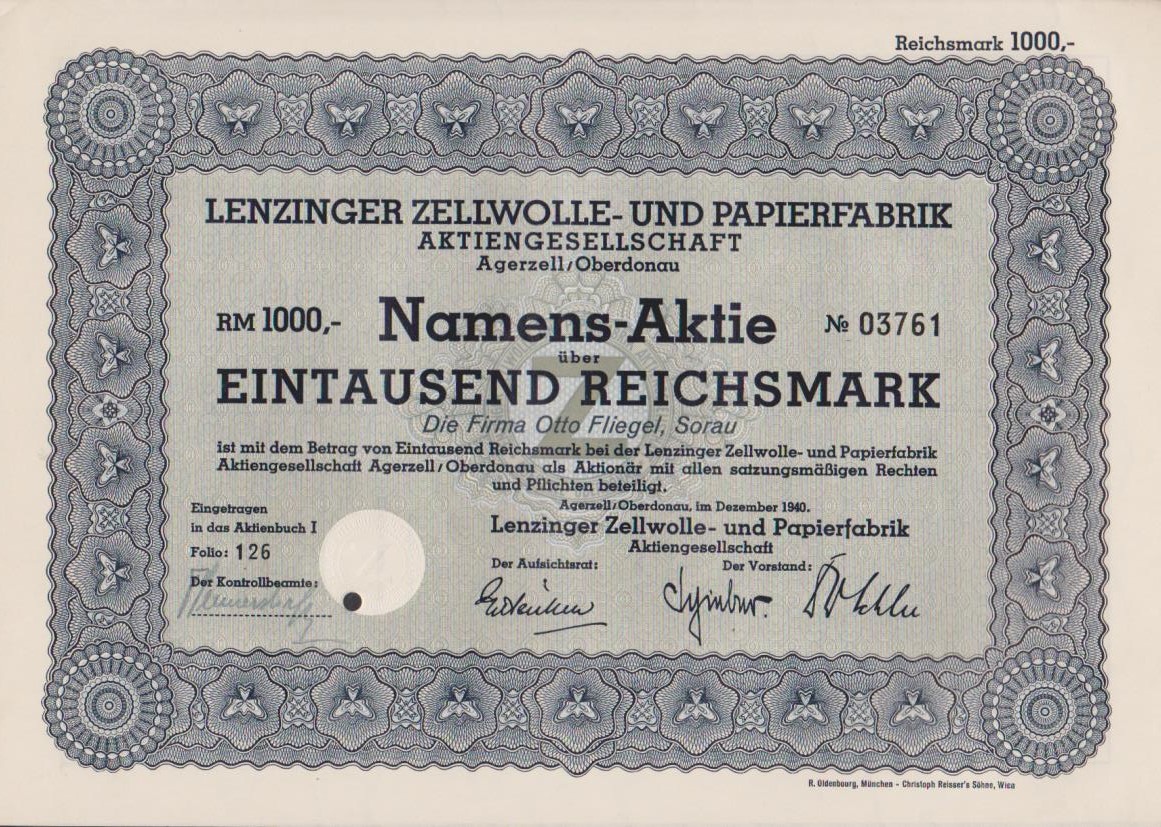 Reichsmark 1000,-
LENZINGER ZELLWOLLE- UND PAPIERFABRIK
AKTIENGESELLSCHAFT
Agerzell/Oberdonau
RM 1000,- Namens-Aktie № 03761
über
EINTAUSEND REICHSMARK
Die Firma Otto Fliegel, Sorau
ist mit dem Betrag von Eintausend Reichsmark bei der Lenzinger Zellwolle- und Papierfabrik
Aktiengesellschaft Agerzell/Oberdonau als Aktionär mit allen satzungsmäßigen Rechten
und Pflichten beteiligt.
Eingetragen
in das Aktienbuch I
Folio: 126
Der Kontrollbeamte:
Agerzell/Oberdonau, im Dezember 1940.
Lenzinger Zellwolle- und Papierfabrik
Aktiengesellschaft
Der Aufsichtsrat: Der Vorstand:
R. Oldenbourg, München - Christoph Reisser's Söhne, Wien